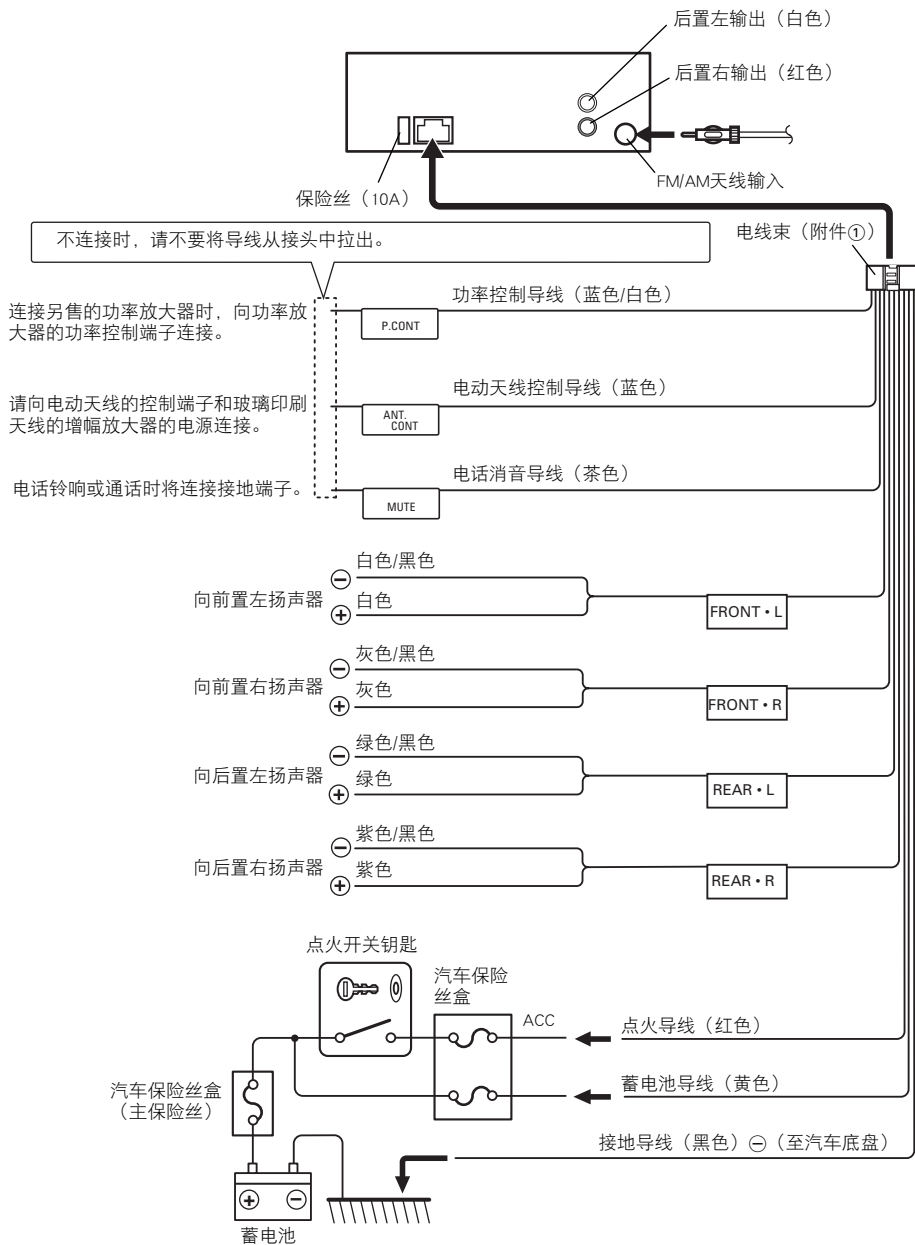 后置左输出（白色）
后置右输出（红色）
FM/AM天线输入
保险丝（10A）
不连接时，请不要将导线从接头中拉出。
电线束（附件①）
连接另售的功率放大器时，向功率放
大器的功率控制端子连接。
P.CONT
功率控制导线（蓝色/白色）
请向电动天线的控制端子和玻璃印刷
天线的增幅放大器的电源连接。
ANT.
CONT
电动天线控制导线（蓝色）
电话铃响或通话时将连接接地端子。
MUTE
电话消音导线（茶色）
向前置左扬声器
⊖ 白色/黑色
⊕ 白色
FRONT・L
向前置右扬声器
⊖ 灰色/黑色
⊕ 灰色
FRONT・R
向后置左扬声器
⊖ 绿色/黑色
⊕ 绿色
REAR・L
向后置右扬声器
⊖ 紫色/黑色
⊕ 紫色
REAR・R
点火开关钥匙
汽车保险
丝盒
ACC
点火导线（红色）
汽车保险丝盒
（主保险丝）
蓄电池导线（黄色）
接地导线（黑色）⊖（至汽车底盘）
⊕ ⊖
蓄电池